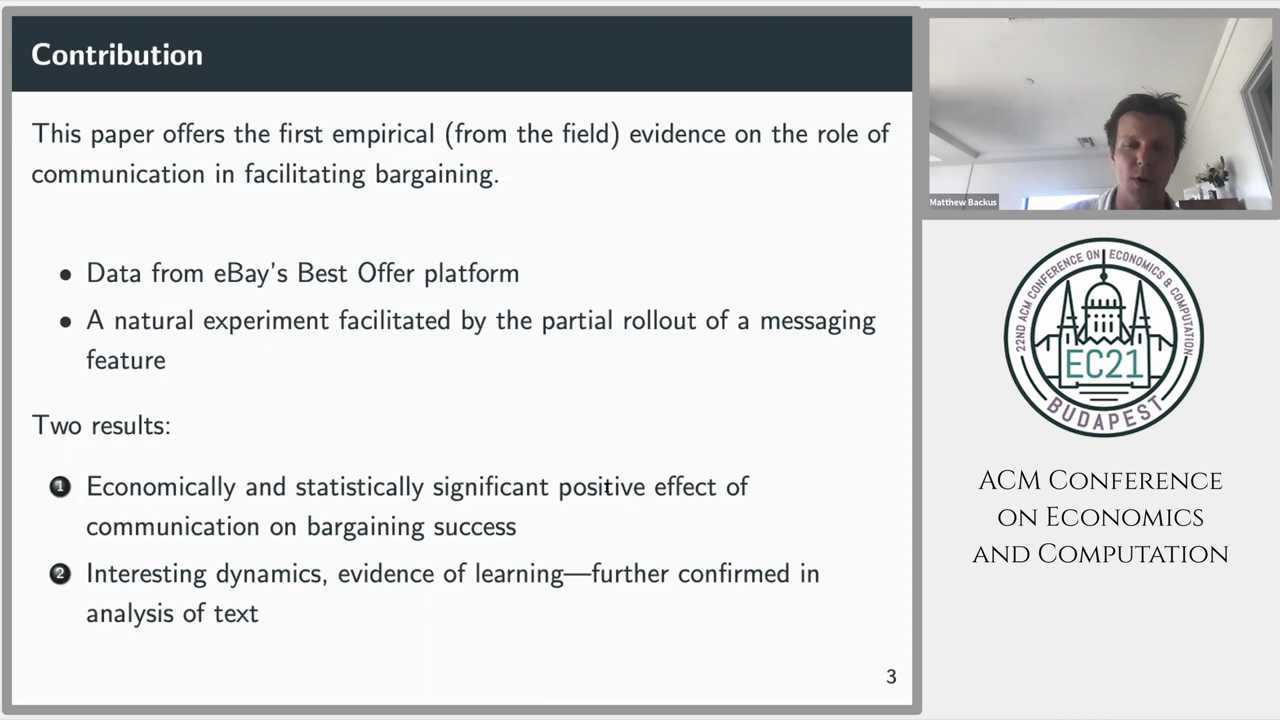 Contribution
This paper offers the first empirical (from the field) evidence on the role of
communication in facilitating bargaining.
• Data from eBay's Best Offer platform
• A natural experiment facilitated by the partial rollout of a messaging
feature
Two results:
1 Economically and statistically significant positive effect of
communication on bargaining success
2 Interesting dynamics, evidence of learning—further confirmed in
analysis of text
3
Matthew Backus
22ND ACM CONFERENCE ON ECONOMICS & COMPUTATION
EC21
BUDAPEST
ACM Conference
on Economics
and Computation